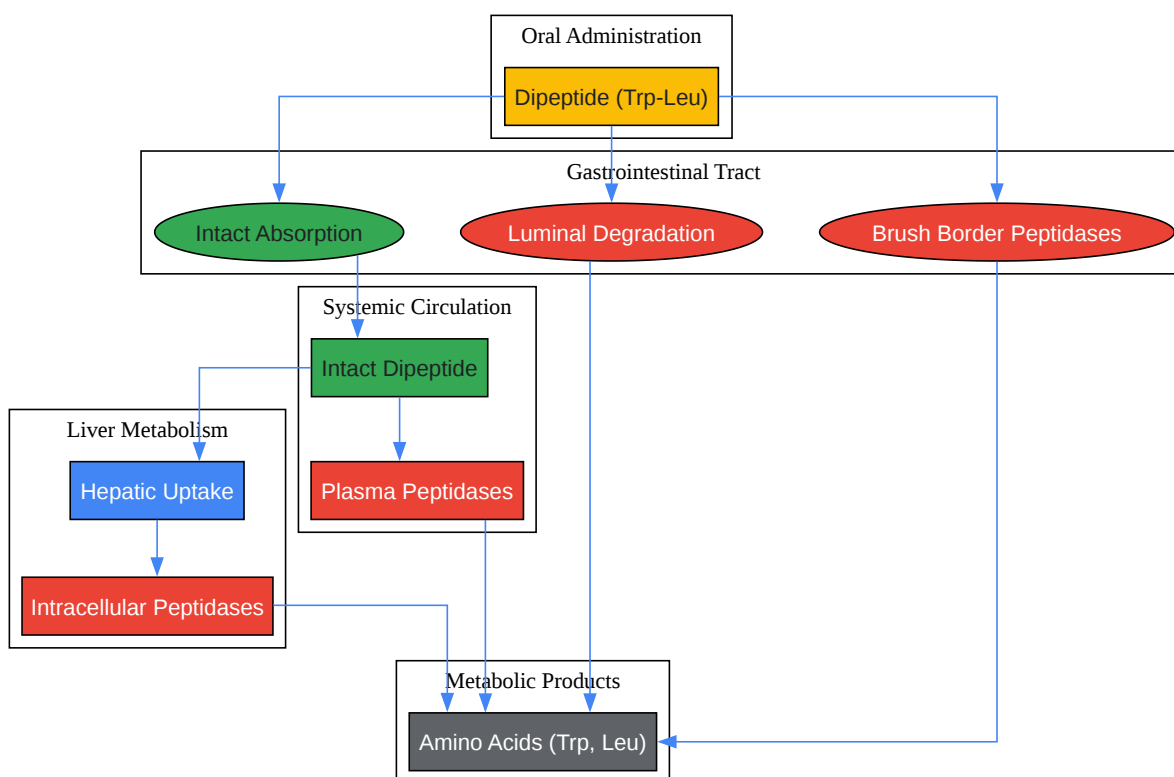 Oral Administration
Dipeptide (Trp-Leu)
Gastrointestinal Tract
Intact Absorption
Luminal Degradation
Brush Border Peptidases
Systemic Circulation
Intact Dipeptide
Liver Metabolism
Hepatic Uptake
Plasma Peptidases
Intracellular Peptidases
Metabolic Products
Amino Acids (Trp, Leu)